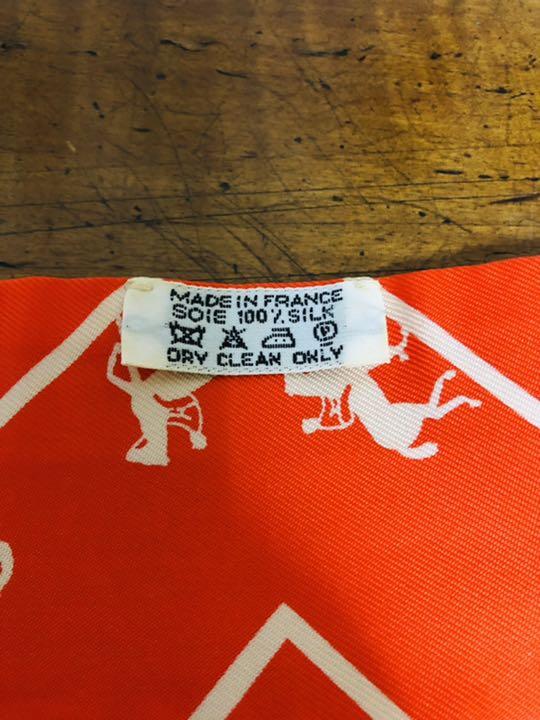 MADE IN FRANCE
SOIE 100% SILK
P
DRY CLEAN ONLY